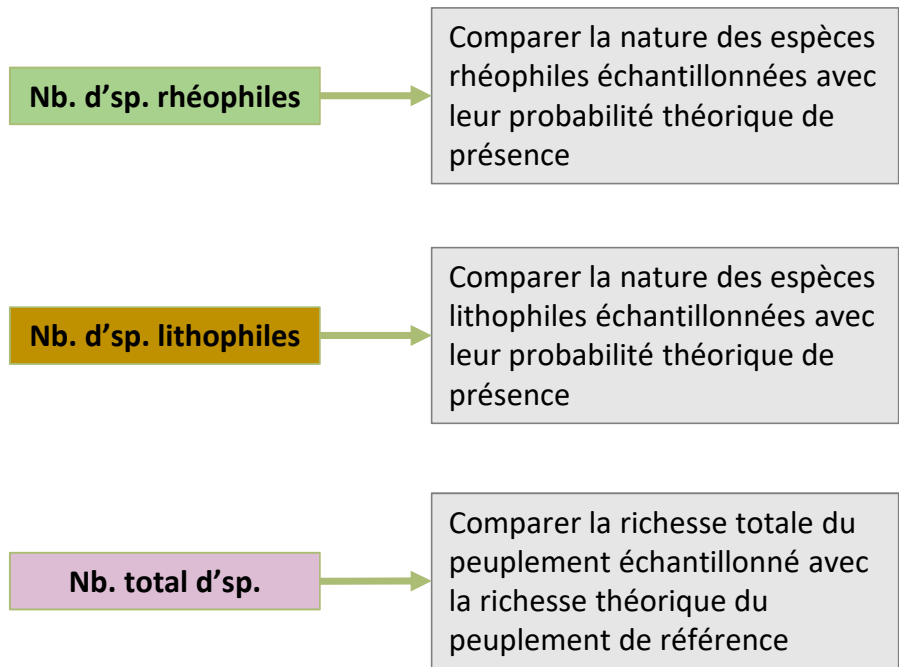 Nb. d'sp. rhéophiles
Comparer la nature des espèces
rhéophiles échantillonnées avec
leur probabilité théorique de
présence
Nb. d'sp. lithophiles
Comparer la nature des espèces
lithophiles échantillonnées avec
leur probabilité théorique de
présence
Nb. total d'sp.
Comparer la richesse totale du
peuplement échantillonné avec
la richesse théorique du
peuplement de référence